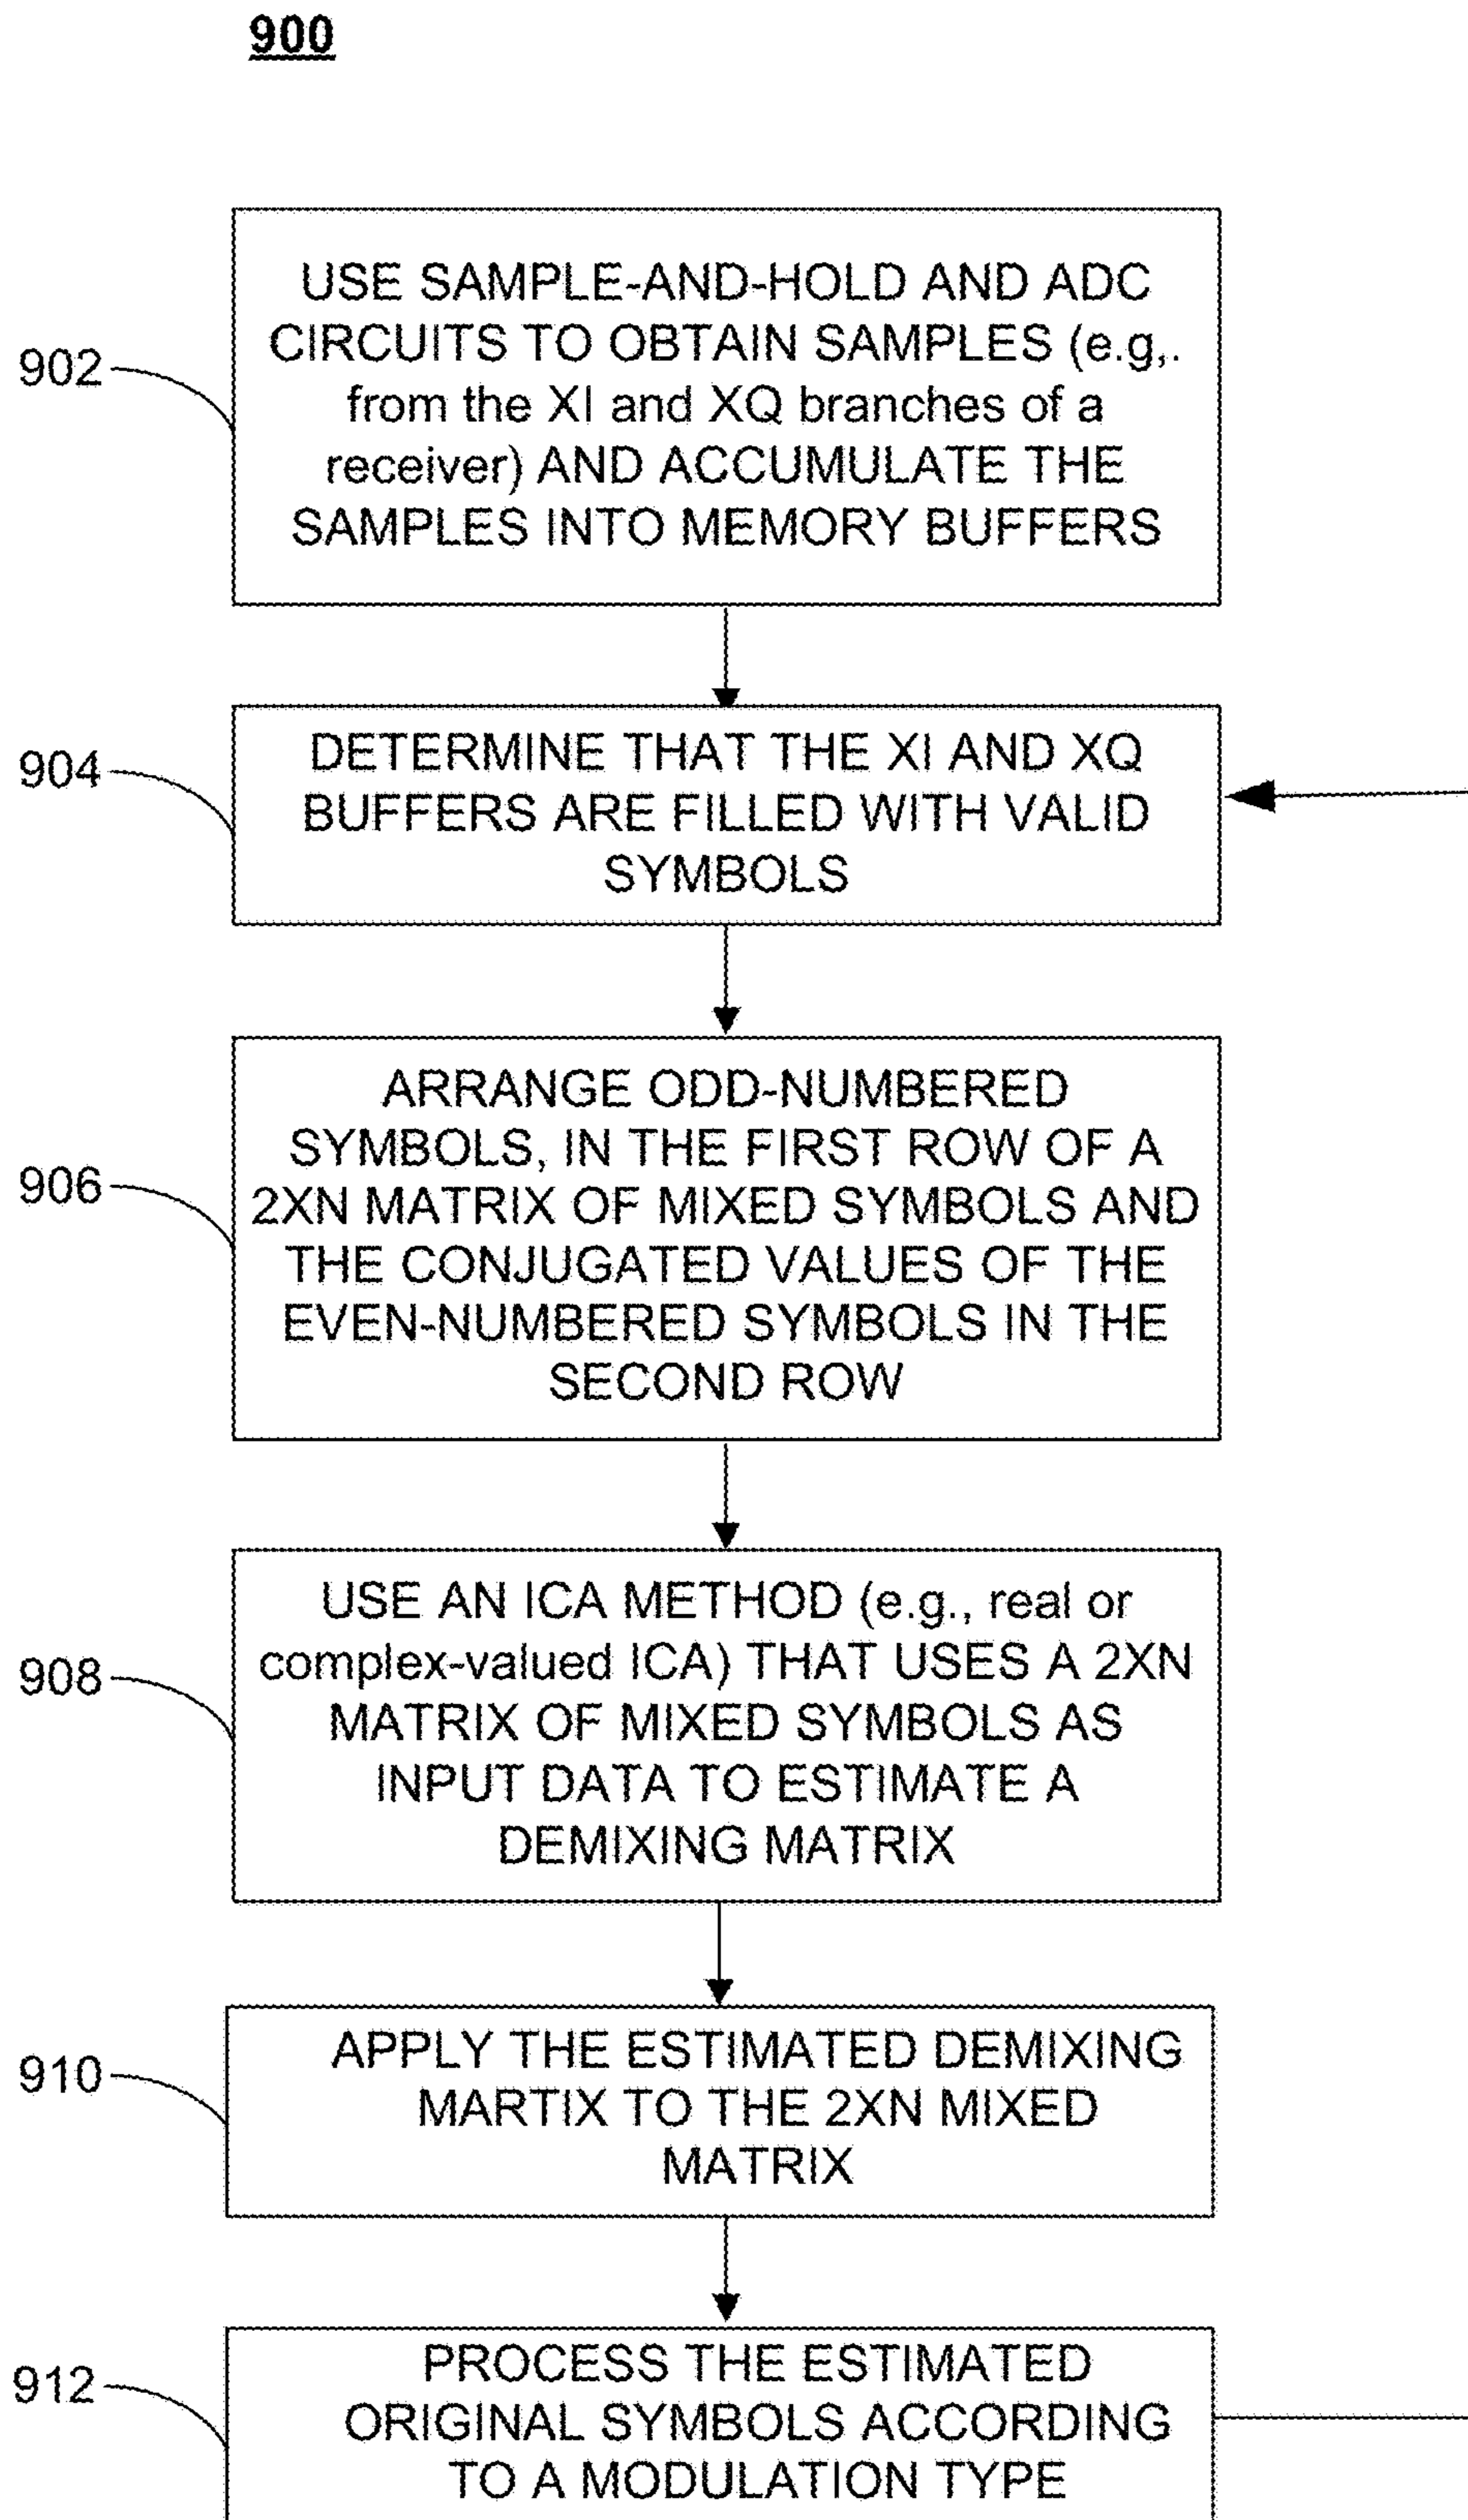 900
902
USE SAMPLE-AND-HOLD AND ADC
CIRCUITS TO OBTAIN SAMPLES (e.g,.
from the XI and XQ branches of a
receiver) AND ACCUMULATE THE
SAMPLES INTO MEMORY BUFFERS
904
DETERMINE THAT THE XI AND XQ
BUFFERS ARE FILLED WITH VALID
SYMBOLS
906
ARRANGE ODD-NUMBERED
SYMBOLS, IN THE FIRST ROW OF A
2XN MATRIX OF MIXED SYMBOLS AND
THE CONJUGATED VALUES OF THE
EVEN-NUMBERED SYMBOLS IN THE
SECOND ROW
908
USE AN ICA METHOD (e.g., real or
complex-valued ICA) THAT USES A 2XN
MATRIX OF MIXED SYMBOLS AS
INPUT DATA TO ESTIMATE A
DEMIXING MATRIX
910
APPLY THE ESTIMATED DEMIXING
MARTIX TO THE 2XN MIXED
MATRIX
912
PROCESS THE ESTIMATED
ORIGINAL SYMBOLS ACCORDING
TO A MODULATION TYPE